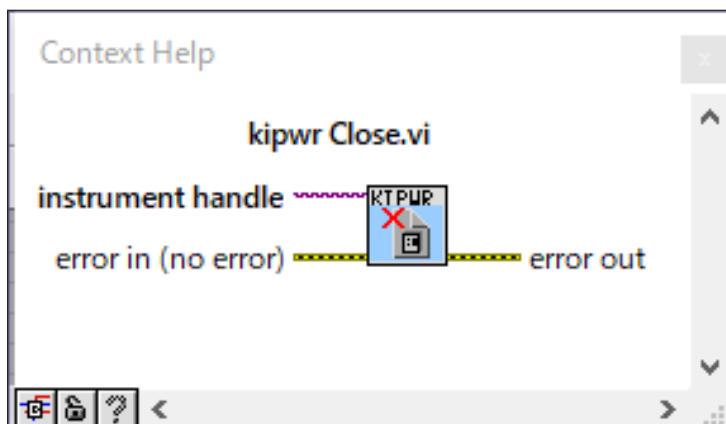 Context Help
kipwr Close.vi
instrument handle
KIPWR
error in (no error)
error out